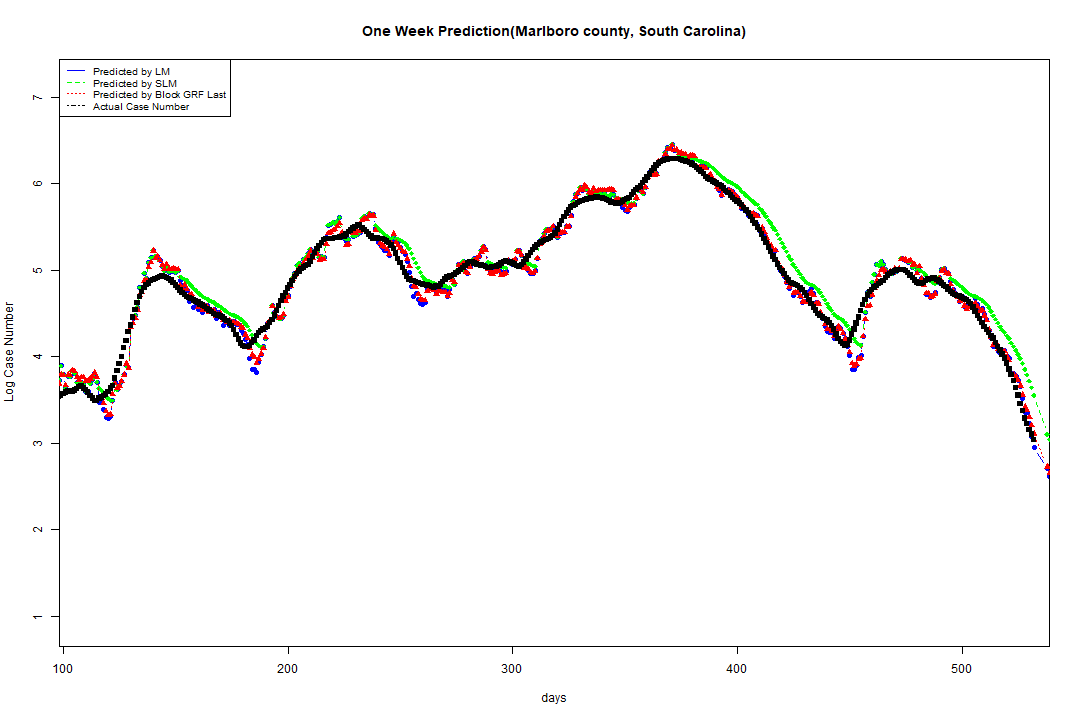 One Week Prediction(Marlboro county, South Carolina)
Predicted by LM
Predicted by SLM
Predicted by Block GRF Last
Actual Case Number
Log Case Number
7
6
5
4
3
2
1
100 200 300 400 500
days